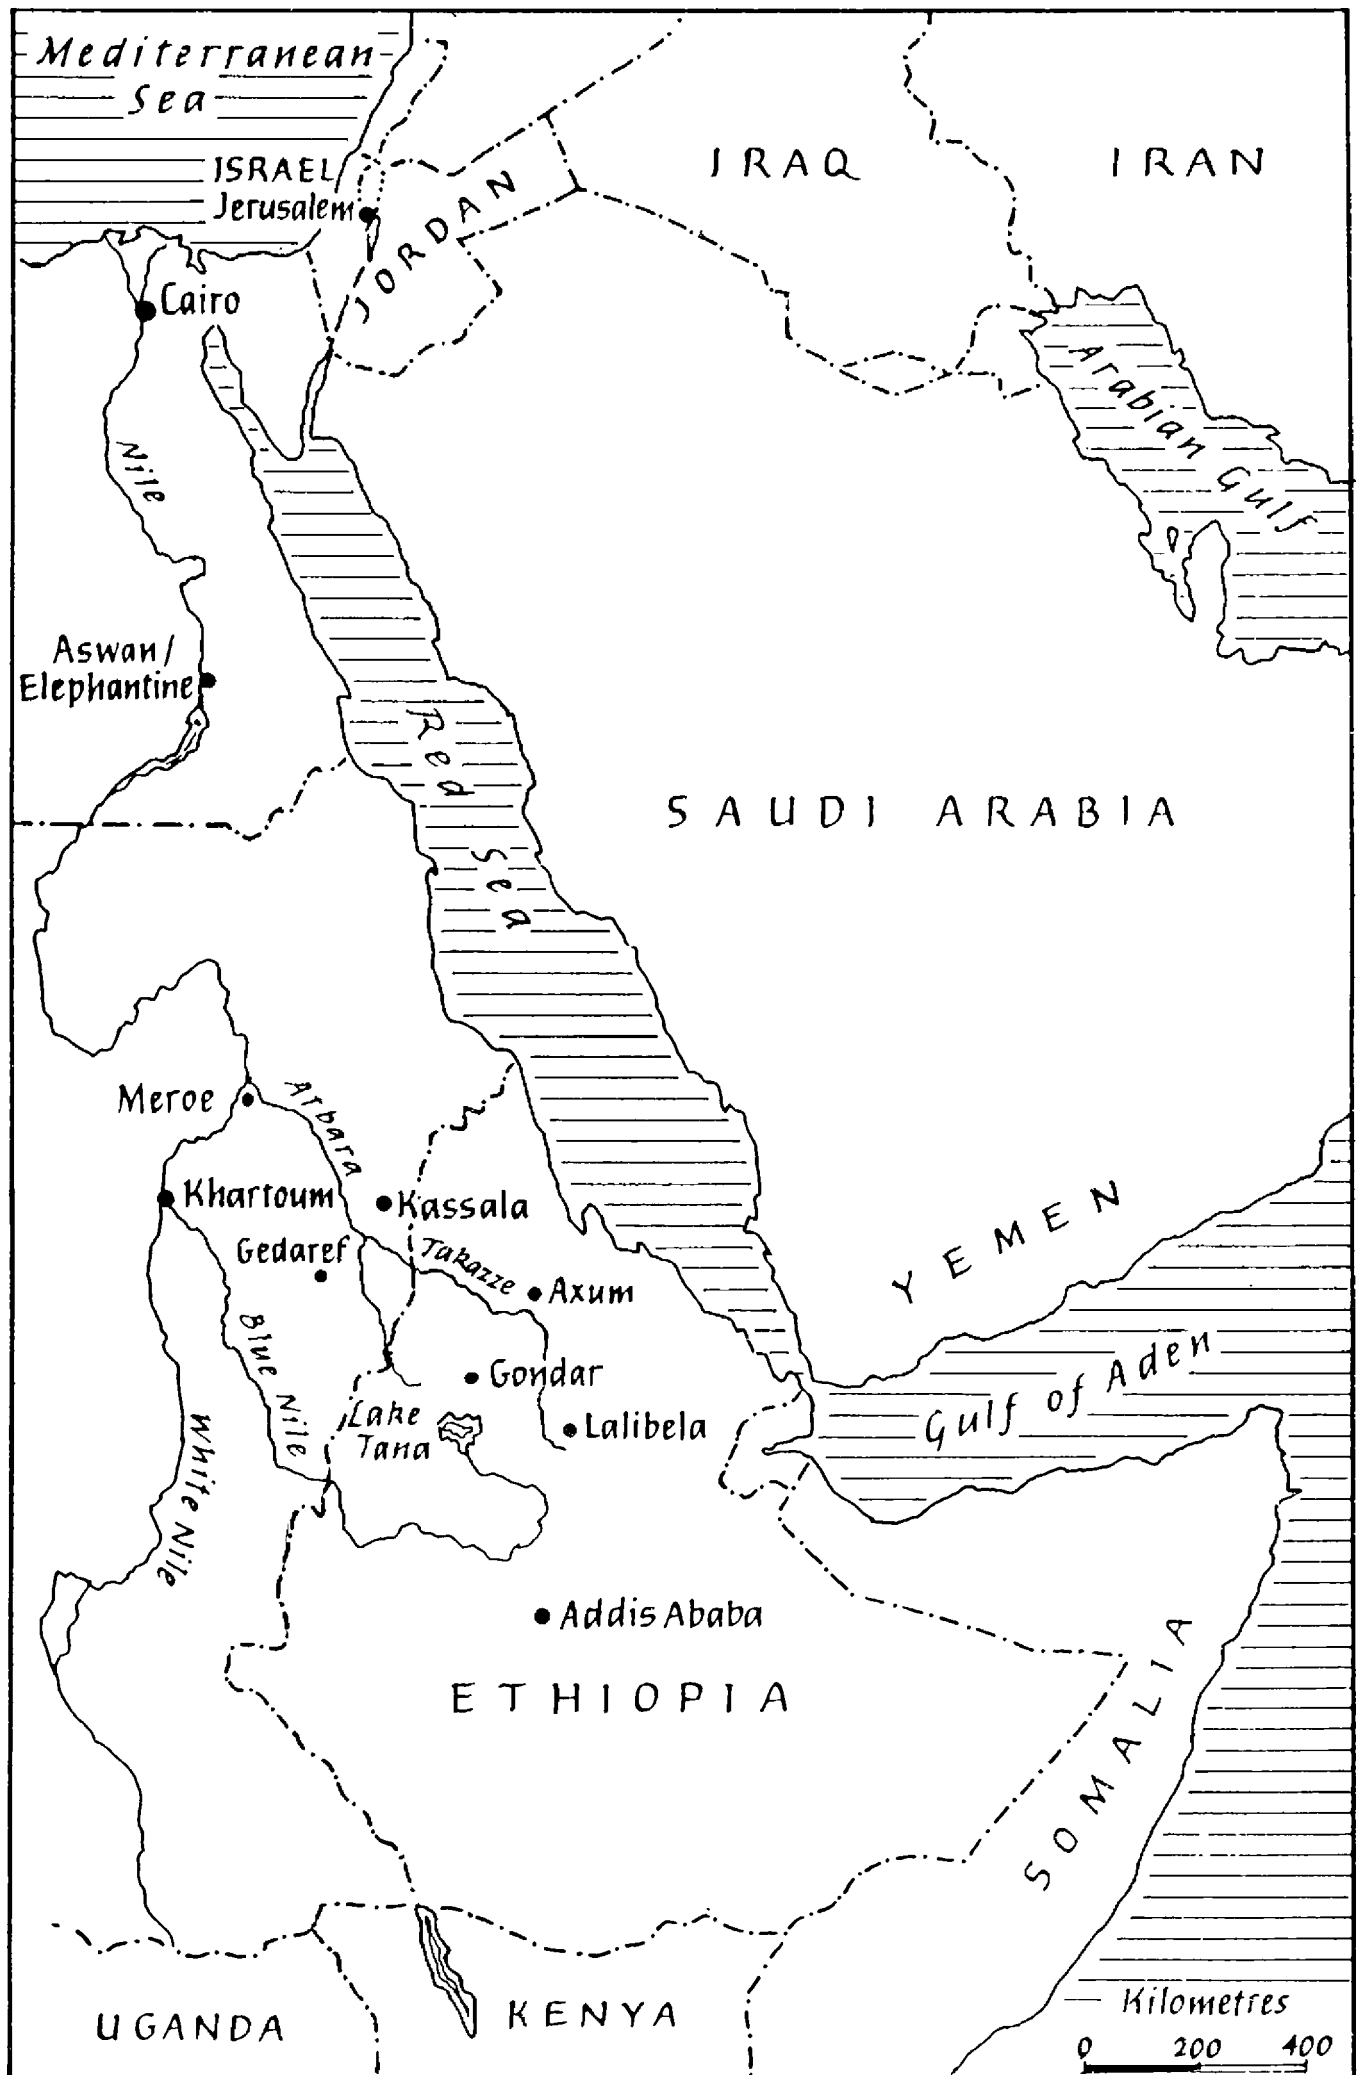 Mediterranean
Sea
ISRAEL
Jerusalem
JORDAN
IRAQ
IRAN
Cairo
Arabian Gulf
Nile
Aswan/
Elephantine
Red Sea
SAUDI ARABIA
Meroe
Atbara
Khartoum
Kassala
YEMEN
Gedaref
Takazze
Axum
Blue Nile
Gondar
Gulf of Aden
Lake
Tana
Lalibela
White Nile
Addis Ababa
ETHIOPIA
SOMALIA
UGANDA
KENYA
Kilometres
0 200 400